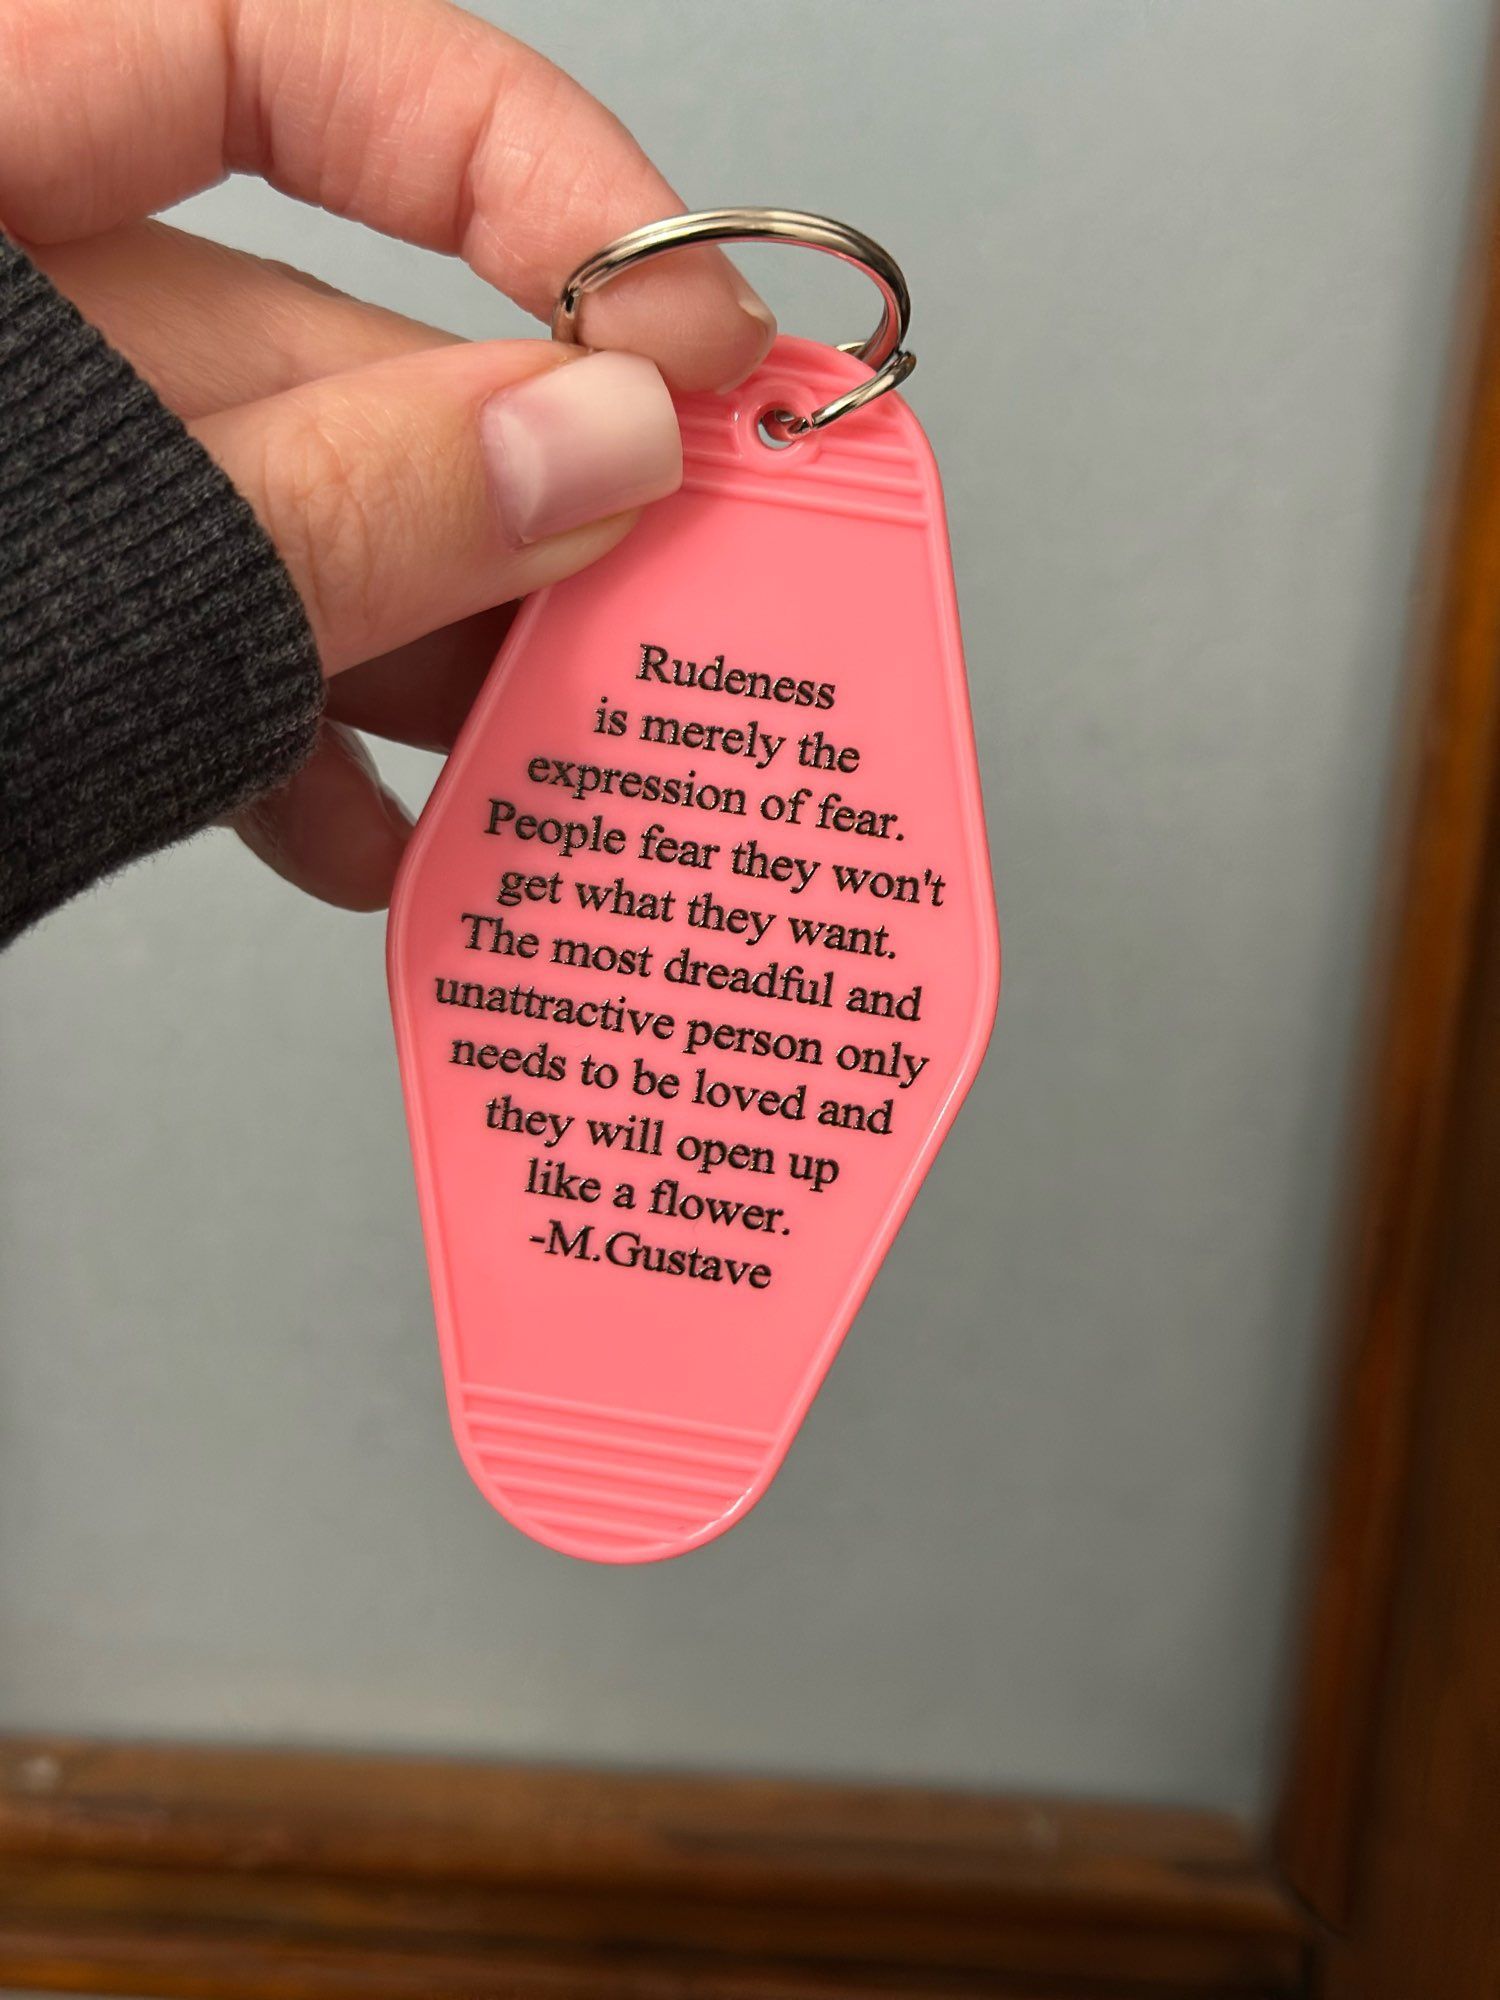 Rudeness
is merely the
expression of fear.
People fear they won't
get what they want.
The most dreadful and
unattractive person only
needs to be loved and
they will open up
like a flower.
-M.Gustave